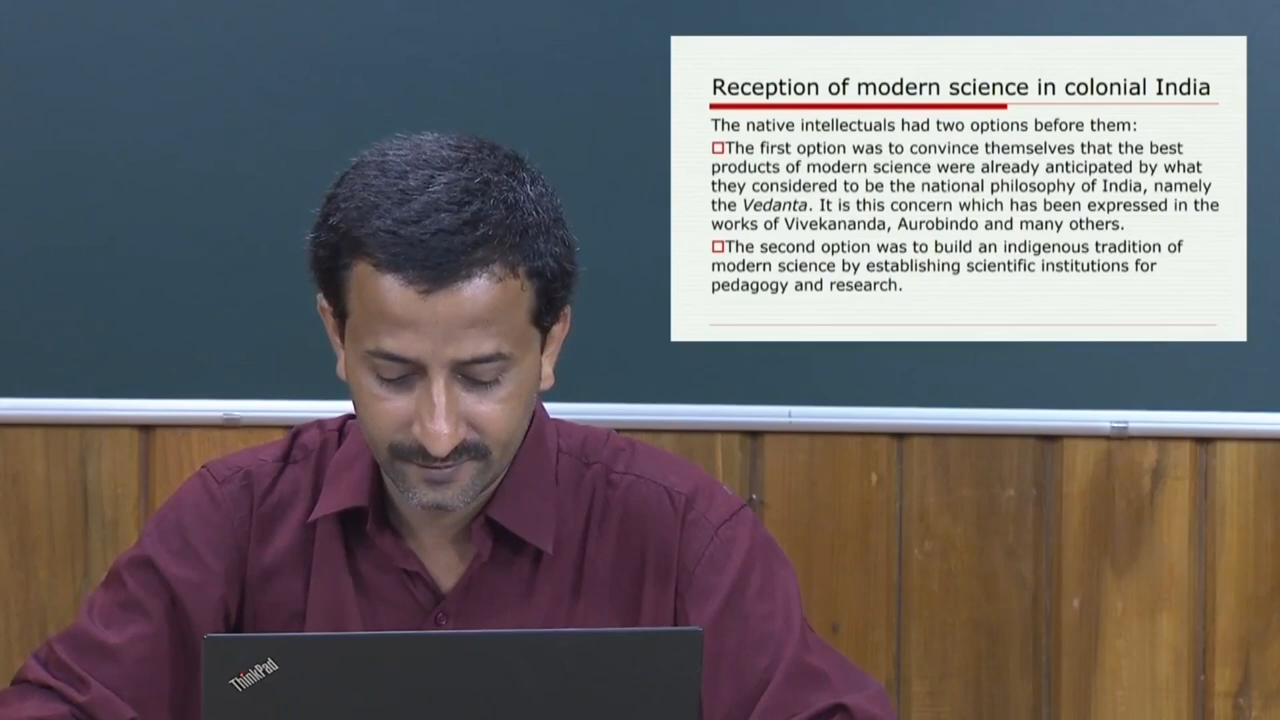 Reception of modern science in colonial India
The native intellectuals had two options before them:
The first option was to convince themselves that the best
products of modern science were already anticipated by what
they considered to be the national philosophy of India, namely
the Vedanta. It is this concern which has been expressed in the
works of Vivekananda, Aurobindo and many others.
The second option was to build an indigenous tradition of
modern science by establishing scientific institutions for
pedagogy and research.
ThinkPad